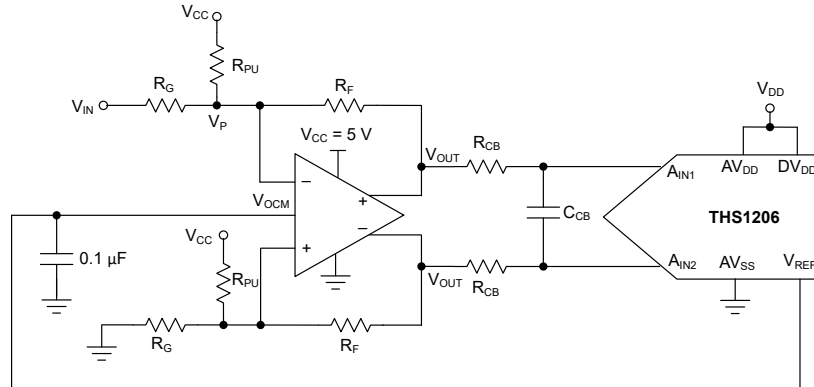 VCC
RPU
RG
RF
VIN
VP
VCC = 5 V
VDD
VOUT
RCB
−
+
AIN1
AVDD
DVDD
VOCM
CCB
THS1206
−
+
VCC
0.1 µF
RPU
AIN2
AVSS
VREF
VOUT
RCB
RG
RF